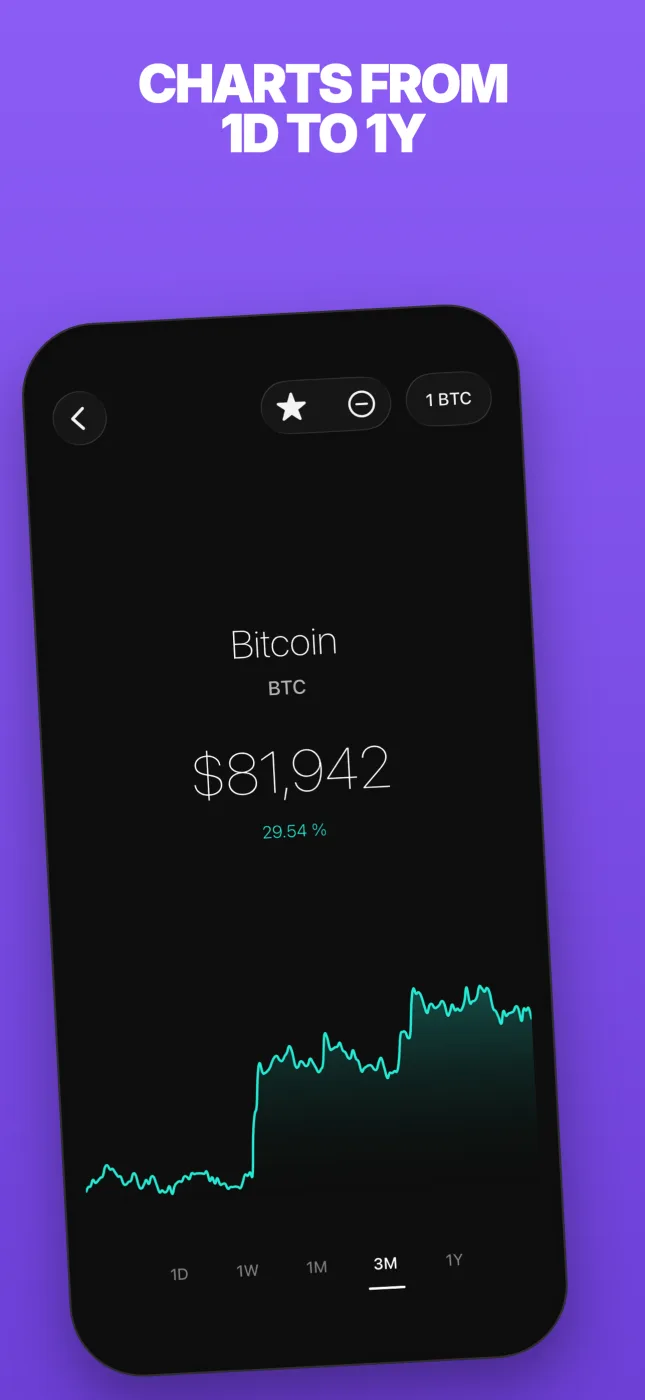 CHARTS FROM
1D TO 1Y
1 BTC
Bitcoin
BTC
$81,942
29.54 %
1D 1W 1M 3M 1Y